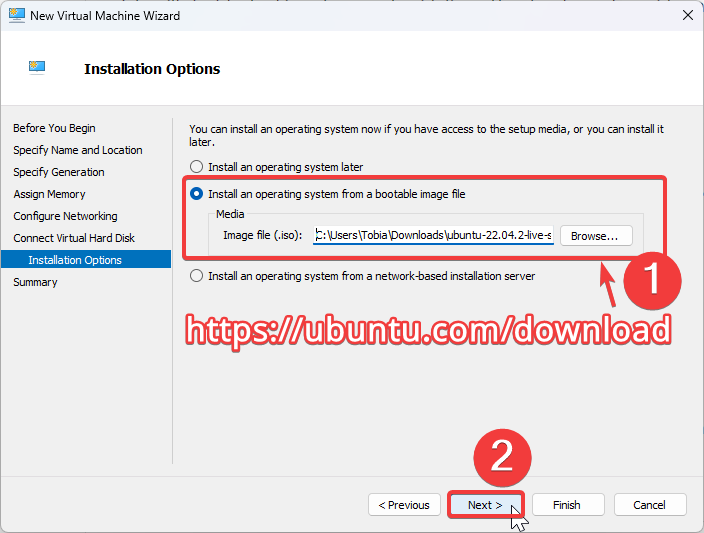 New Virtual Machine Wizard
Installation Options
Before You Begin
Specify Name and Location
Specify Generation
Assign Memory
Configure Networking
Connect Virtual Hard Disk
Installation Options
Summary
You can install an operating system now if you have access to the setup media, or you can install it
later.
Install an operating system later
Install an operating system from a bootable image file
Media
Image file (.iso): C:\Users\Tobia\Downloads\ubuntu-22.04.2-live-s Browse...
1
Install an operating system from a network-based installation server
https://ubuntu.com/download
2
< Previous Next > Finish Cancel